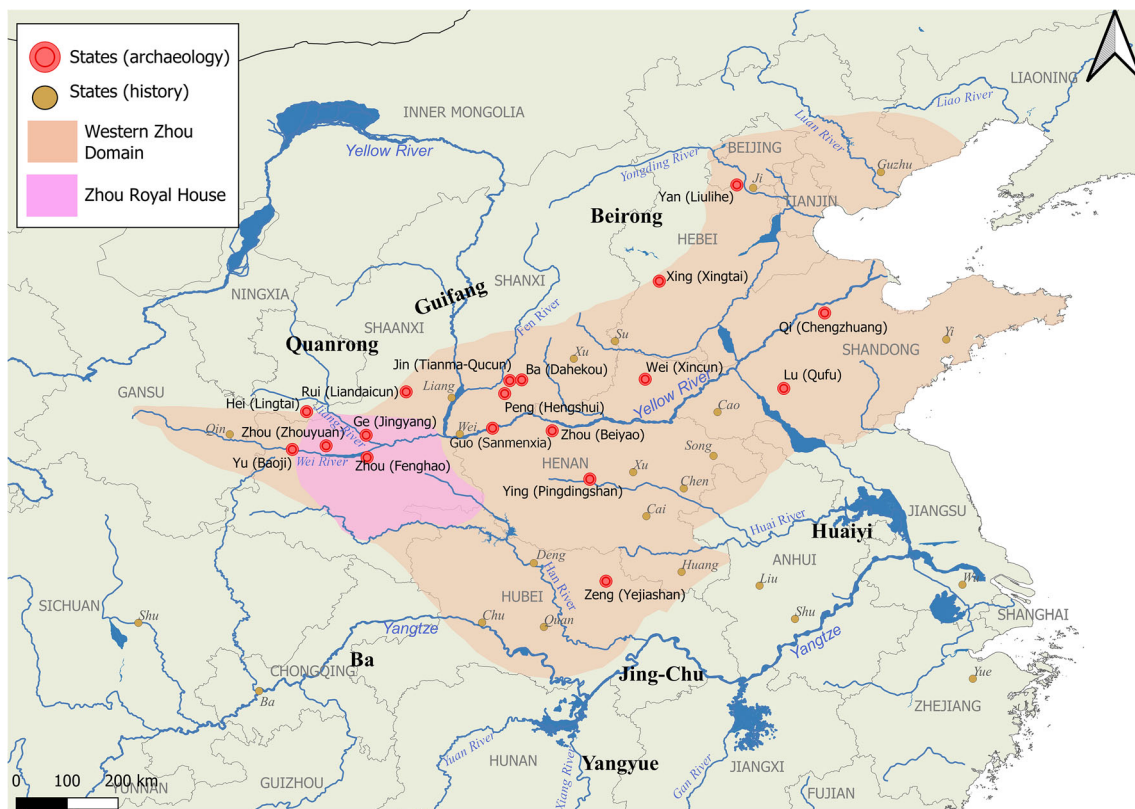 States (archaeology)
States (history)
Western Zhou
Domain
Zhou Royal House
INNER MONGOLIA
LIAONING
Liao River
Luan River
Yellow River
BEIJING
Yongding River
Guzhu
Ji
Yan (Liulihe)
TIANJIN
Beirong
HEBEI
Xing (Xingtai)
SHANXI
Guifang
NINGXIA
Fen River
Qi (Chengzhuang)
SHAANXI
Quanrong
Su
Yi
Xu
SHANDONG
Jin (Tianma-Qucun)
Ba (Dahekou)
Wei (Xincun)
Lu (Qufu)
GANSU
Rui (Liandaicun)
Liang
Peng (Hengshui)
Yellow River
Hei (Lingtai)
Cao
Jiang River
Ge (Jingyang)
Qin
Zhou (Zhouyuan)
Wei
Guo (Sanmenxia)
Zhou (Beiyao)
Song
Yu (Baoji)
Wei River
Zhou (Fenghao)
HENAN
Xu
Ying (Pingdingshan)
Chen
Cai
JIANGSU
Huai River
Huaiyi
Deng
ANHUI
Han River
Huang
Liu
Wu
HUBEI
Zeng (Yejiashan)
SICHUAN
SHANGHAI
Shu
Chu
Quan
Shu
Yangtze
Yangtze
Ba
CHONGQING
Jing-Chu
Yue
Ba
ZHEJIANG
Yuan River
HUNAN
Yangyue
JIANGXI
Xiang River
Gan River
0 100 200 km
GUIZHOU
YUNNAN
FUJIAN